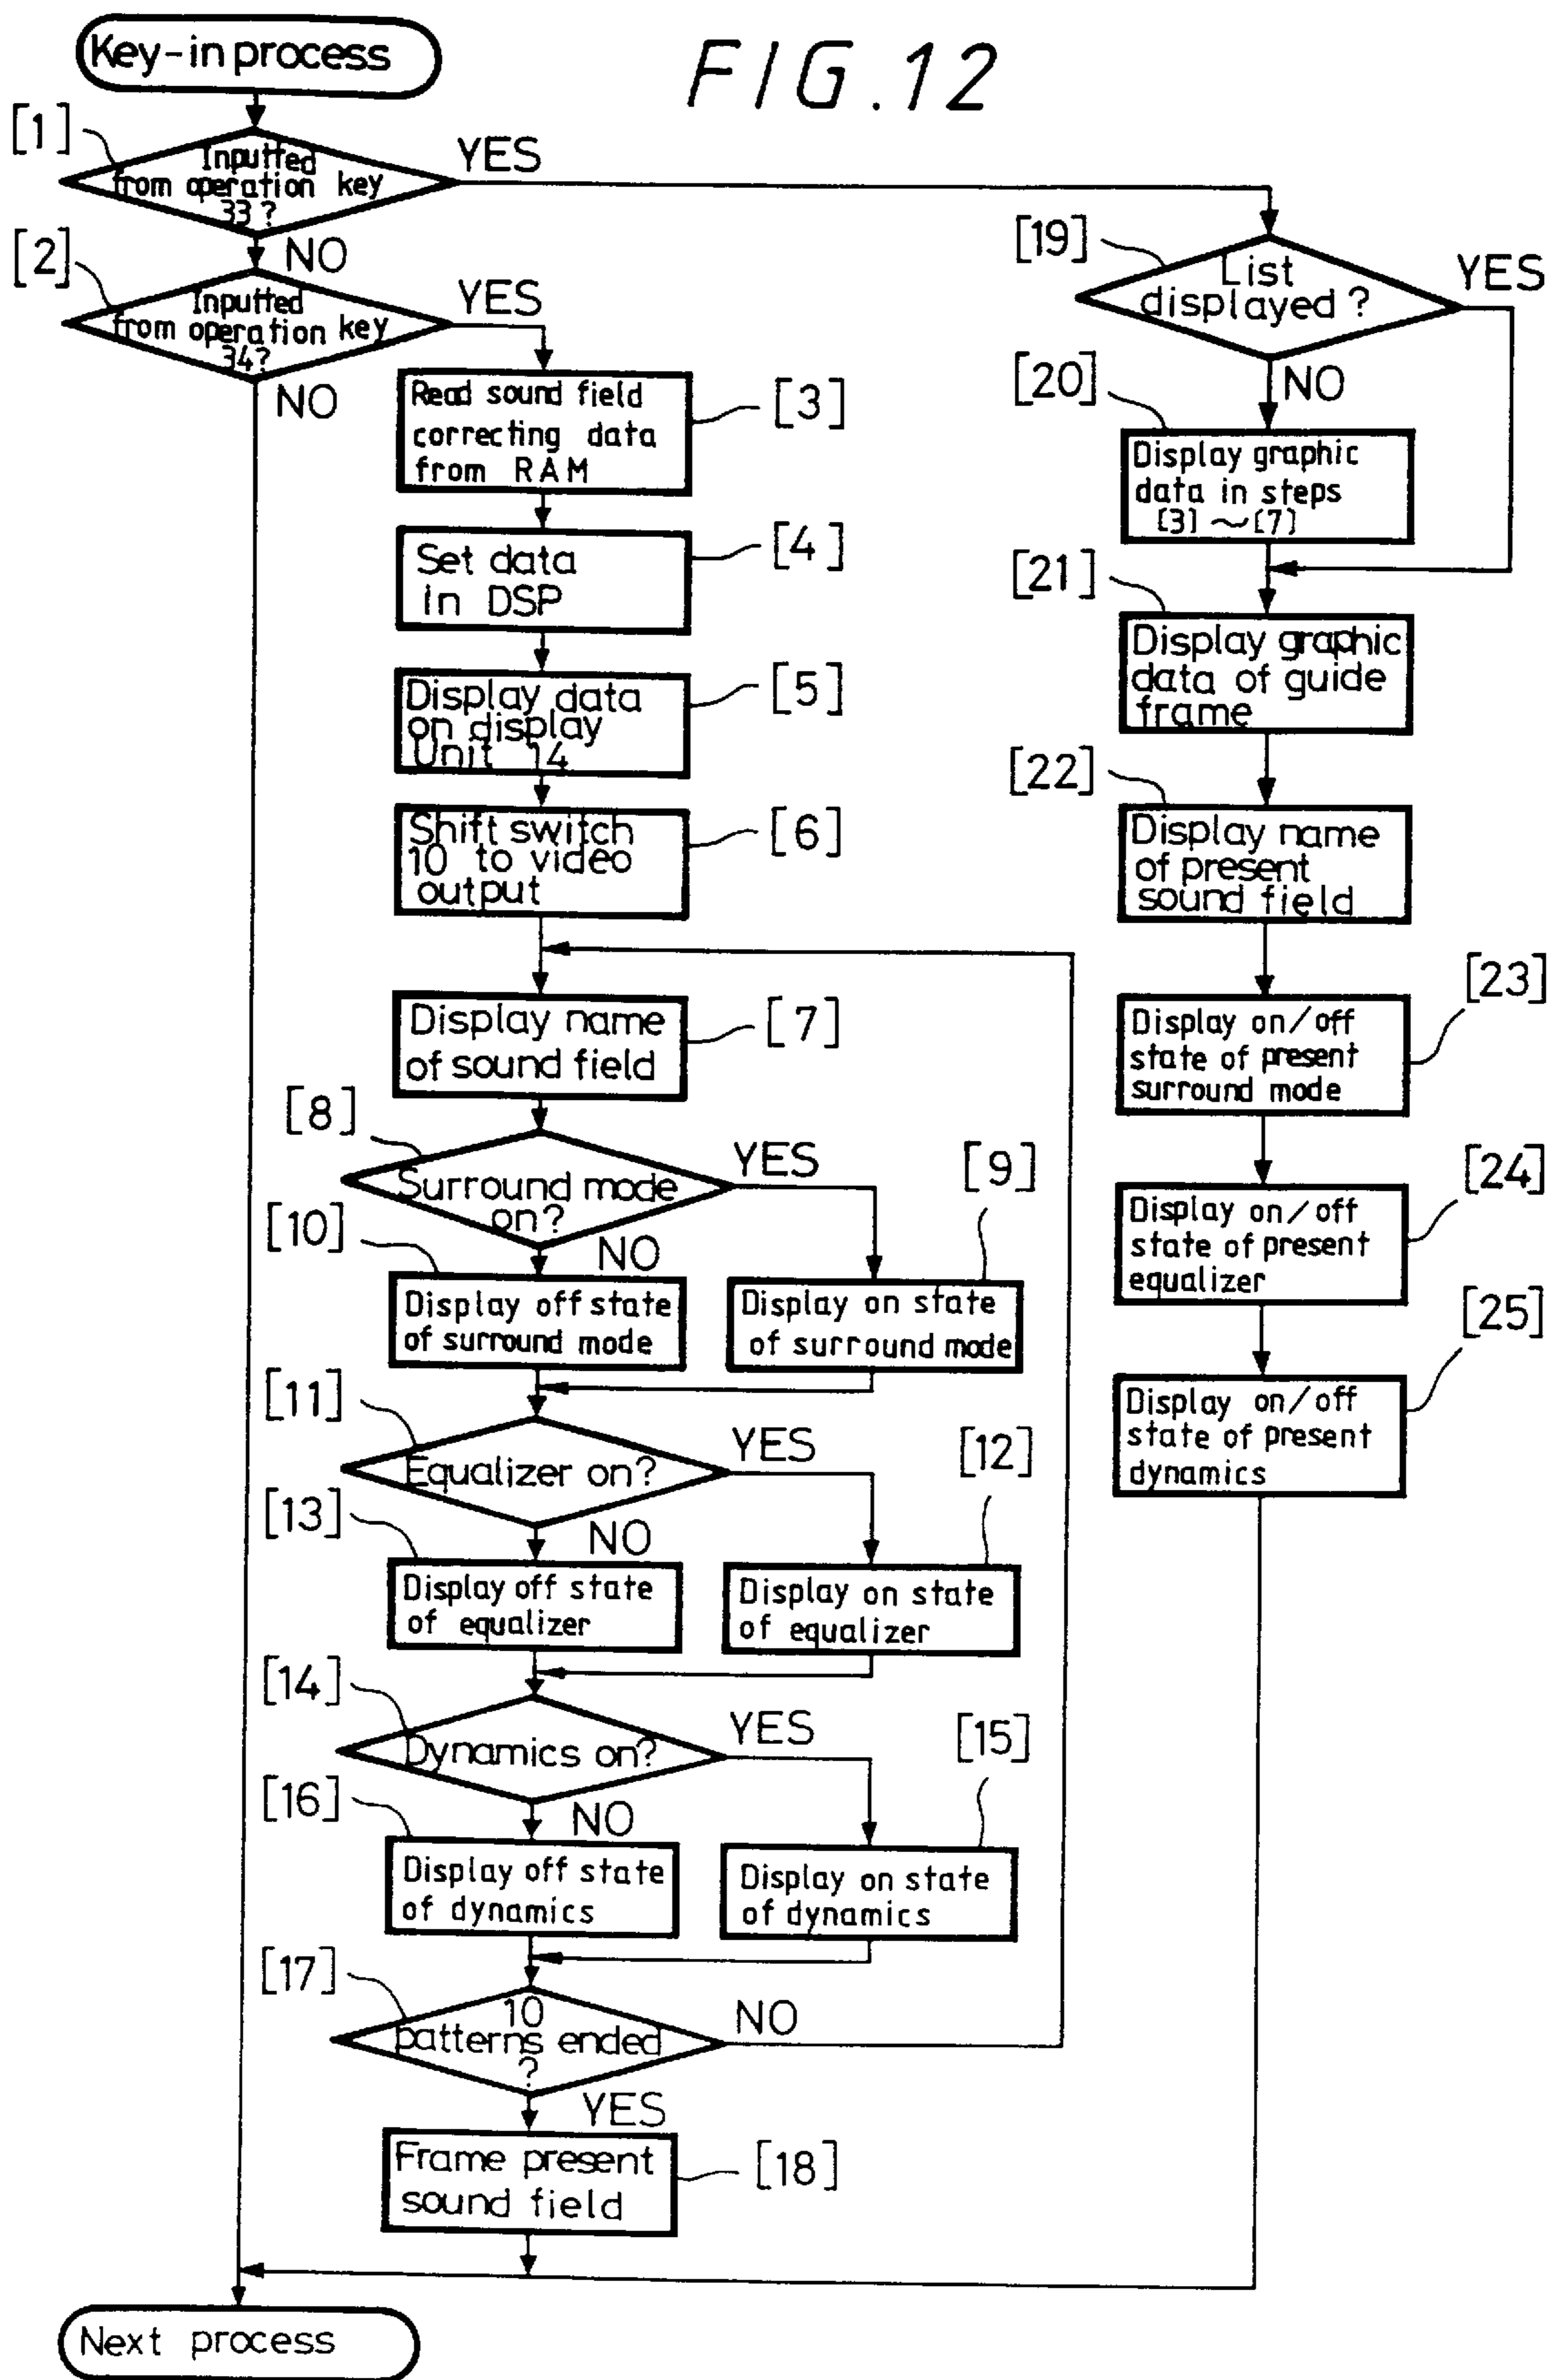 FIG.12
Key-in process
[1]
Inputted
from operation key
33?
YES
NO
[2]
Inputted
from operation key
34?
YES
NO
Read sound field
correcting data
from RAM
[3]
Set data
in DSP
[4]
Display data
on display
Unit 14
[5]
Shift switch
10 to video
output
[6]
Display name
of sound field
[7]
[8]
Surround mode
on?
YES
NO
[9]
[10]
Display off state
of surround mode
Display on state
of surround mode
[11]
Equalizer on?
YES
NO
[12]
[13]
Display off state
of equalizer
Display on state
of equalizer
[14]
Dynamics on?
YES
NO
[15]
[16]
Display off state
of dynamics
Display on state
of dynamics
[17]
10
patterns ended
?
NO
YES
Frame present
sound field
[18]
[19]
List
displayed?
YES
NO
[20]
Display graphic
data in steps
[3]~[7]
[21]
Display graphic
data of guide
frame
[22]
Display name
of present
sound field
[23]
Display on/off
state of present
surround mode
[24]
Display on/off
state of present
equalizer
[25]
Display on/off
state of present
dynamics
Next process